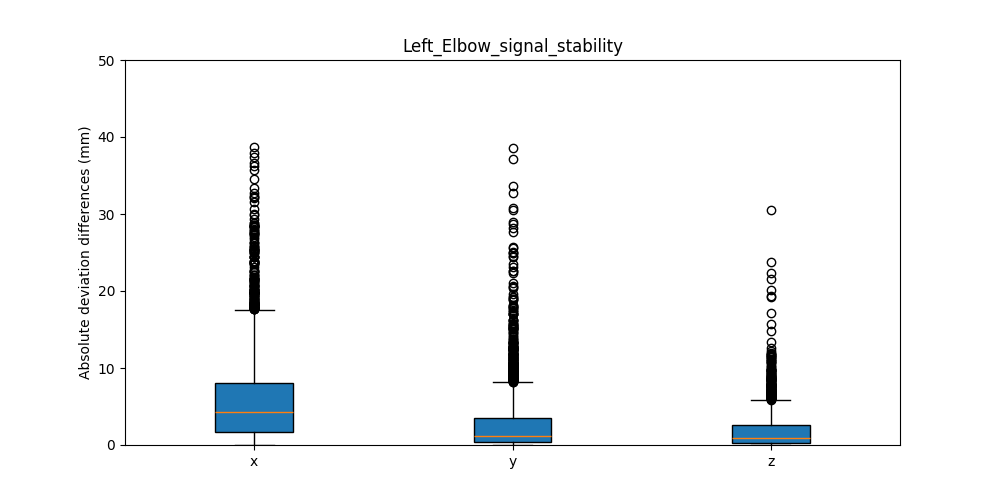 Left_Elbow_signal_stability
Absolute deviation differences (mm)
50
40
30
20
10
0
x y z